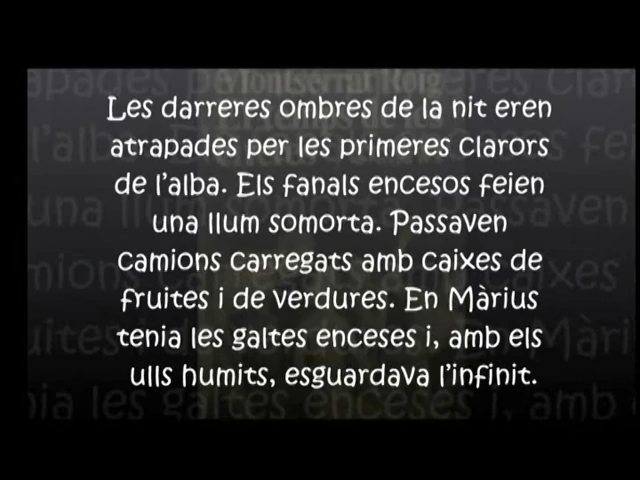 Montserrat Roig
Les darreres ombres de la nit eren
atrapades per les primeres clarors
de l'alba. Els fanals encesos feien
una llum somorta. Passaven
camions carregats amb caixes de
fruites i de verdures. En Màrius
tenia les galtes enceses i, amb els
ulls humits, esguardava l'infinit.